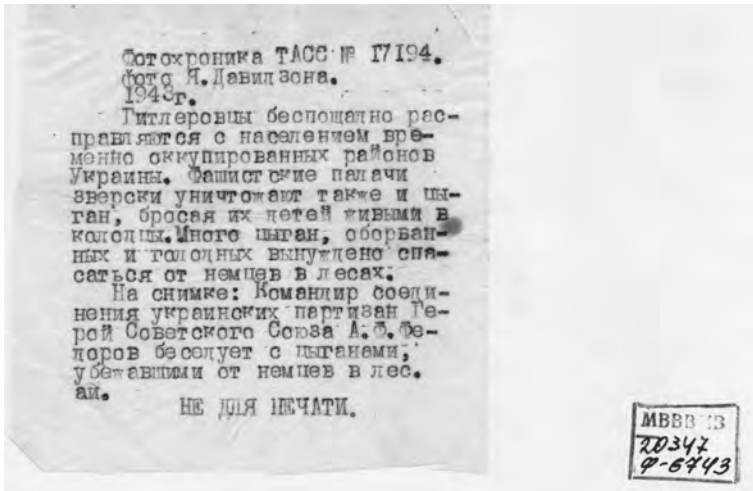 Фотохроника ТАСС № 17194.
Фото Я.Давидзона.
1943г.
Гитлеровцы беспощадно рас-
правляются с населением вре-
менно оккупированных районов
Украины. Фашистские палачи
зверски уничтожают также и цы-
ган, бросая их детей живыми в
колодцы. Много цыган, оборван-
ных и голодных вынуждено спа-
саться от немцев в лесах.
На снимке: Командир соеди-
нения украинских партизан Ге-
рой Советского Союза А.Ф.Фе-
доров беседует с цыганами,
убежавшими от немцев в лес.
ай.
НЕ ДЛЯ ПЕЧАТИ.
МВВВ
20347
Ф-6743